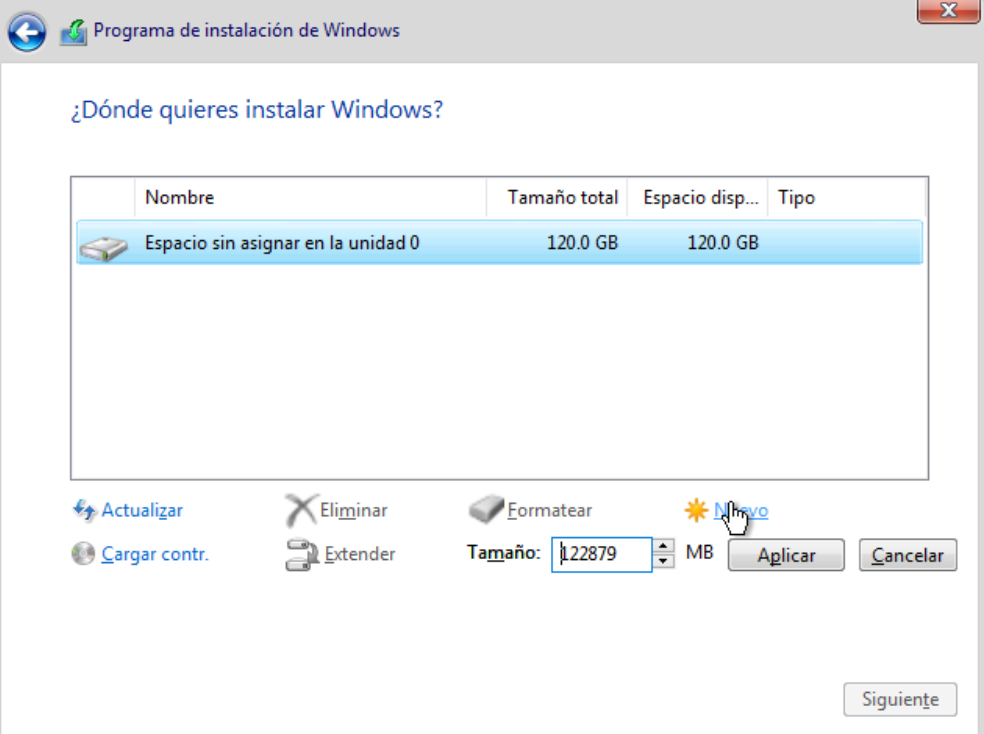 Programa de instalación de Windows
¿Dónde quieres instalar Windows?
Nombre Tamaño total Espacio disp... Tipo
Espacio sin asignar en la unidad 0 120.0 GB 120.0 GB
Actualizar Eliminar Formatear
Cargar contr. Extender Tamaño: 122879 MB Aplicar Cancelar
Siguiente